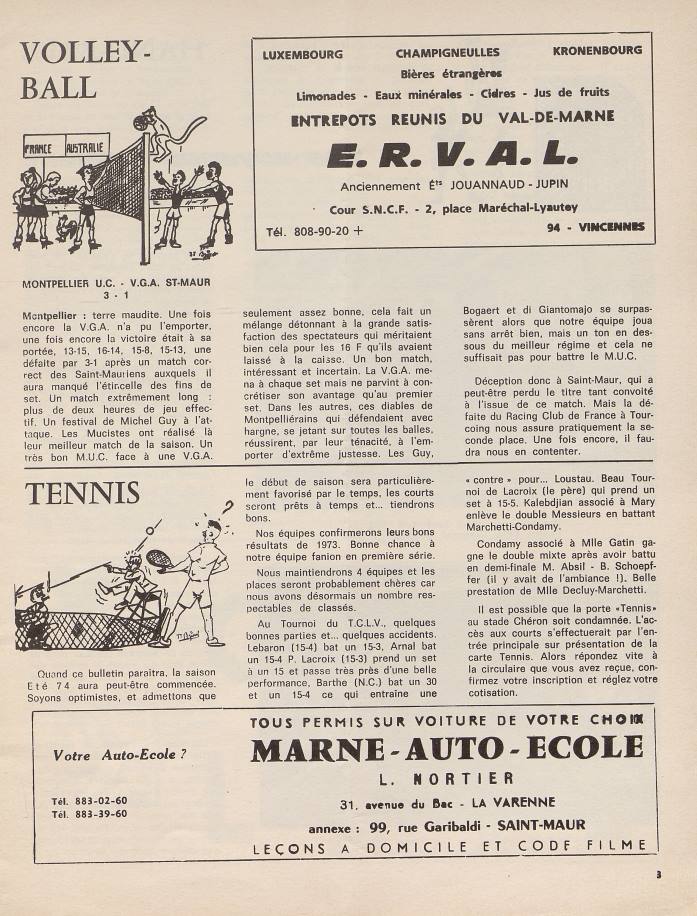 VOLLEY-
BALL
FRANCE
AUSTRALIE
LUXEMBOURG CHAMPIGNEULLES KRONENBOURG
Bières étrangères
Limonades - Eaux minérales - Cidres - Jus de fruits
ENTREPOTS REUNIS DU VAL-DE-MARNE
E. R. V. A. L.
Anciennement Éts JOUANNAUD - JUPIN
Cour S.N.C.F. - 2, place Maréchal-Lyautey
Tél. 808-90-20 + 94 - VINCENNES
MONTPELLIER U.C. - V.G.A. ST-MAUR
3 - 1
Montpellier : terre maudite. Une fois
encore la V.G.A. n'a pu l'emporter,
une fois encore la victoire était à sa
portée, 13-15, 16-14, 15-8, 15-13, une
défaite par 3-1 après un match cor-
rect des Saint-Mauriens auxquels il
aura manqué l'étincelle des fins de
set. Un match extrêmement long :
plus de deux heures de jeu effec-
tif. Un festival de Michel Guy à l'at-
taque. Les Mucistes ont réalisé là
leur meilleur match de la saison. Un
très bon M.U.C. face à une V.G.A.
seulement assez bonne, cela fait un
mélange détonnant à la grande satis-
faction des spectateurs qui méritaient
bien cela pour les 16 F qu'ils avaient
laissé à la caisse. Un bon match,
intéressant et incertain. La V.G.A. me-
na à chaque set mais ne parvint à con-
crétiser son avantage qu'au premier
set. Dans les autres, ces diables de
Montpelliérains qui défendaient avec
hargne, se jetant sur toutes les balles,
réussirent, par leur ténacité, à l'em-
porter d'extrême justesse. Les Guy,
Bogaert et di Giantomajo se surpas-
sèrent alors que notre équipe joua
sans arrêt bien, mais un ton en des-
sous du meilleur régime et cela ne
suffisait pas pour battre le M.U.C.
Déception donc à Saint-Maur, qui a
peut-être perdu le titre tant convoité
à l'issue de ce match. Mais la dé-
faite du Racing Club de France à Tour-
coing nous assure pratiquement la se-
conde place. Une fois encore, il fau-
dra nous en contenter.
TENNIS
?
Quand ce bulletin paraitra, la saison
Eté 74 aura peut-être commencée.
Soyons optimistes, et admettons que
le début de saison sera particulière-
ment favorisé par le temps, les courts
seront prêts à temps et... tiendrons
bons.
Nos équipes confirmerons leurs bons
résultats de 1973. Bonne chance à
notre équipe fanion en première série.
Nous maintiendrons 4 équipes et les
places seront probablement chères car
nous avons désormais un nombre res-
pectables de classés.
Au Tournoi du T.C.L.V., quelques
bonnes parties et... quelques accidents.
Lebaron (15-4) bat un 15-3, Arnal bat
un 15-4 P. Lacroix (15-3) prend un set
à un 15 et passe très près d'une belle
performance, Barthe (N.C.) bat un 30
et un 15-4 ce qui entraîne une
« contre » pour... Loustau. Beau Tour-
noi de Lacroix (le père) qui prend un
set à 15-5. Kalebdjian associé à Mary
enlève le double Messieurs en battant
Marchetti-Condamy.
Condamy associé à Mlle Gatin ga-
gne le double mixte après avoir battu
en demi-finale M. Absil - B. Schoepf-
fer (il y avait de l'ambiance !). Belle
prestation de Mlle Decluy-Marchetti.
Il est possible que la porte «Tennis»
au stade Chéron soit condamnée. L'ac-
cès aux courts s'effectuerait par l'en-
trée principale sur présentation de la
carte Tennis. Alors répondez vite à
la circulaire que vous avez reçue, con-
firmez votre inscription et réglez votre
cotisation.
Votre Auto-Ecole ?
Tél. 883-02-60
Tél. 883-39-60
TOUS PERMIS SUR VOITURE DE VOTRE CHOIX
MARNE - AUTO - ECOLE
L. NORTIER
31, avenue du Bac - LA VARENNE
annexe : 99, rue Garibaldi - SAINT-MAUR
LEÇONS A DOMICILE ET CODE FILME
3